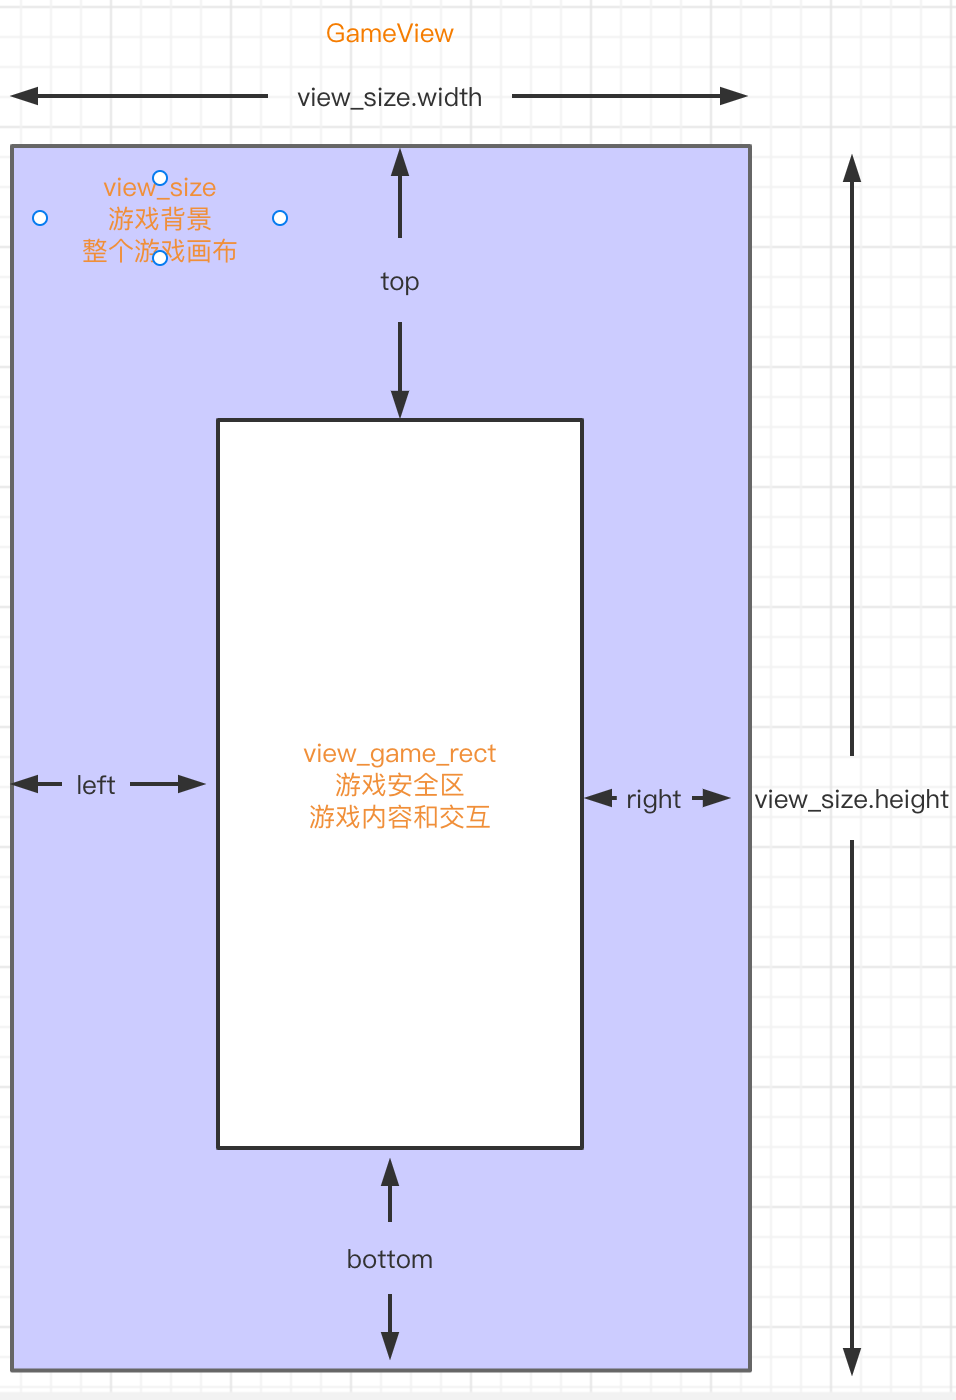 GameView
view_size.width
view_size
游戏背景
整个游戏画布
top
view_game_rect
游戏安全区
游戏内容和交互
left
right
view_size.height
bottom